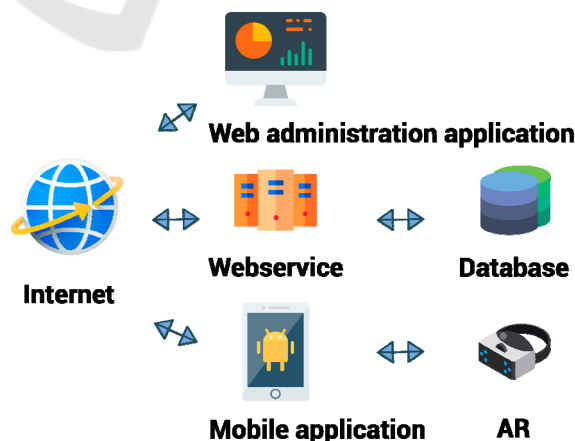 Web administration application
Webservice
Database
Internet
Mobile application
AR